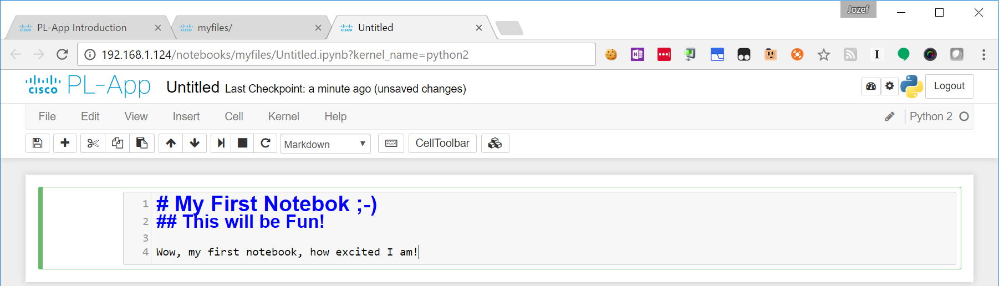 Jozef
PL-App Introduction
myfiles/
Untitled
192.168.1.124/notebooks/myfiles/Untitled.ipynb?kernel_name=python2
cisco PL-App Untitled Last Checkpoint: a minute ago (unsaved changes) Logout
File Edit View Insert Cell Kernel Help Python 2
Markdown CellToolbar
1 # My First Notebok ;-)
2 ## This will be Fun!
3
4 Wow, my first notebook, how excited I am!